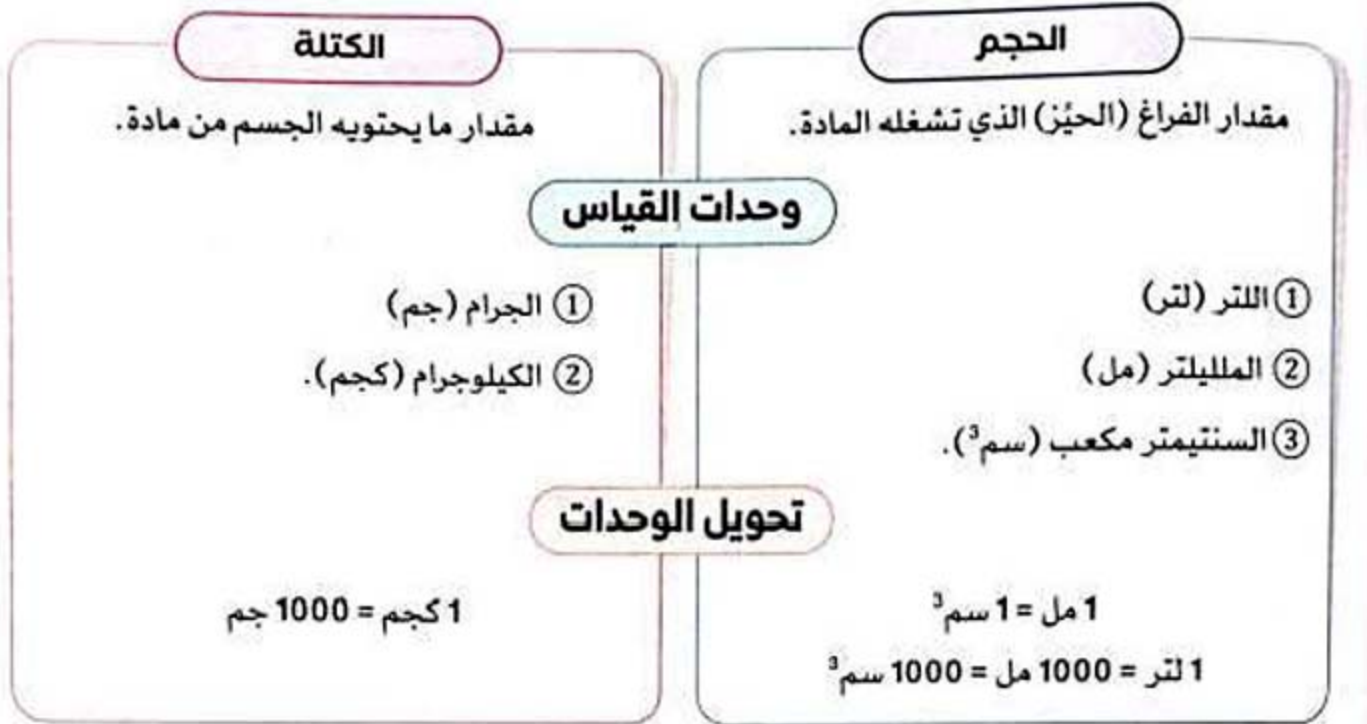 الحجم
مقدار الفراغ (الحيُز) الذي تشغله المادة.
الكتلة
مقدار ما يحتويه الجسم من مادة.
وحدات القياس
① اللتر (لتر)
② الملليلتر (مل)
③ السنتيمتر مكعب (سم³).
① الجرام (جم)
② الكيلوجرام (كجم).
تحويل الوحدات
1 مل = 1 سم³
1 لتر = 1000 مل = 1000 سم³
1 كجم = 1000 جم